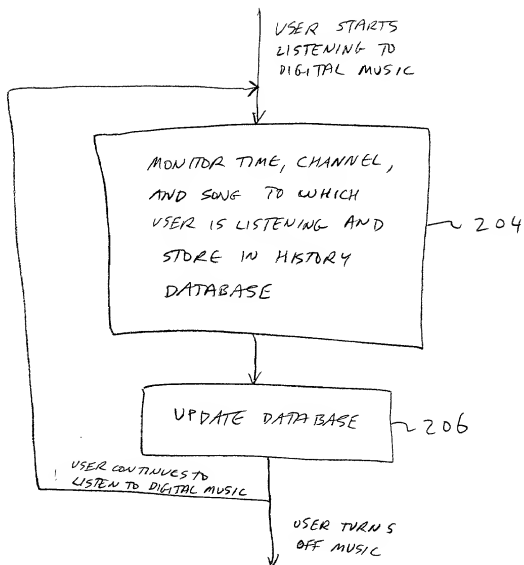 USER STARTS
LISTENING TO
DIGITAL MUSIC
MONITOR TIME, CHANNEL,
AND SONG TO WHICH
USER IS LISTENING AND
STORE IN HISTORY
DATABASE
204
UPDATE DATABASE
206
USER CONTINUES TO
LISTEN TO DIGITAL MUSIC
USER TURNS
OFF MUSIC